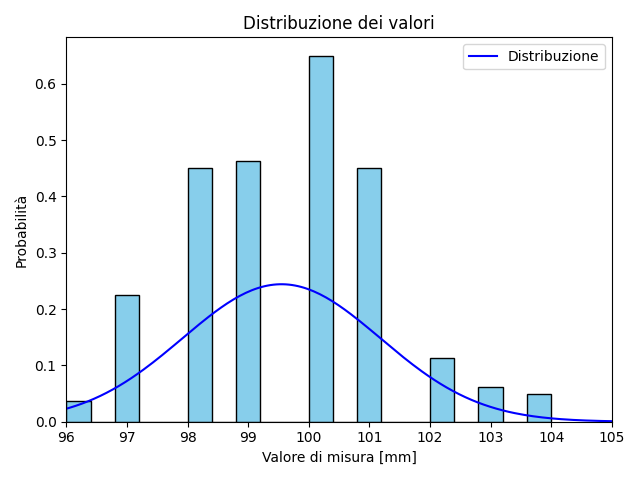 Distribuzione dei valori
Distribuzione
Probabilità
0.6
0.5
0.4
0.3
0.2
0.1
0.0
96 97 98 99 100 101 102 103 104 105
Valore di misura [mm]